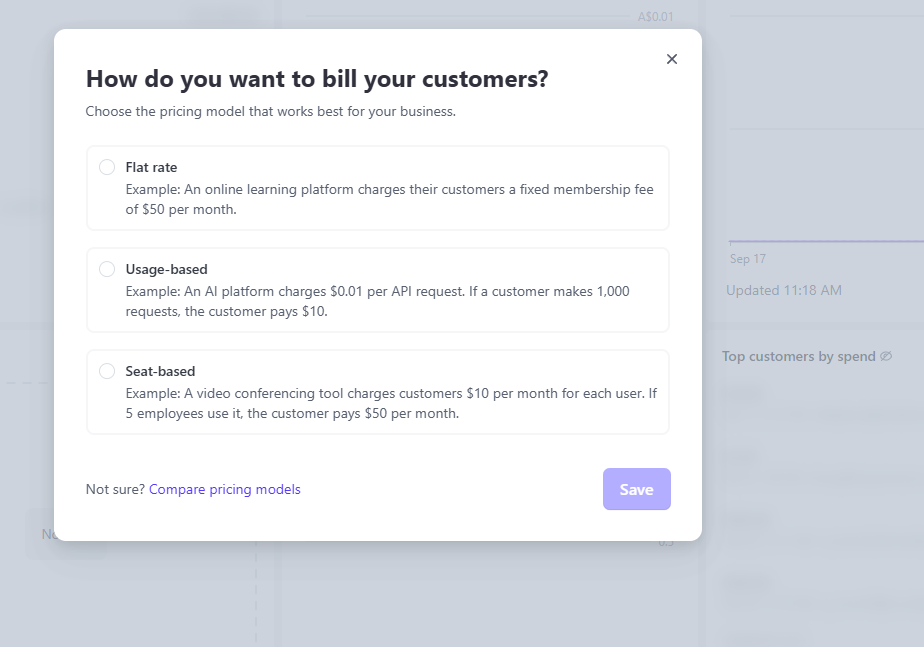 A$0.01
How do you want to bill your customers?
Choose the pricing model that works best for your business.
Flat rate
Example: An online learning platform charges their customers a fixed membership fee
of $50 per month.
Usage-based
Example: An AI platform charges $0.01 per API request. If a customer makes 1,000
requests, the customer pays $10.
Seat-based
Example: A video conferencing tool charges customers $10 per month for each user. If
5 employees use it, the customer pays $50 per month.
Not sure? Compare pricing models
Save
Sep 17
Updated 11:18 AM
Top customers by spend